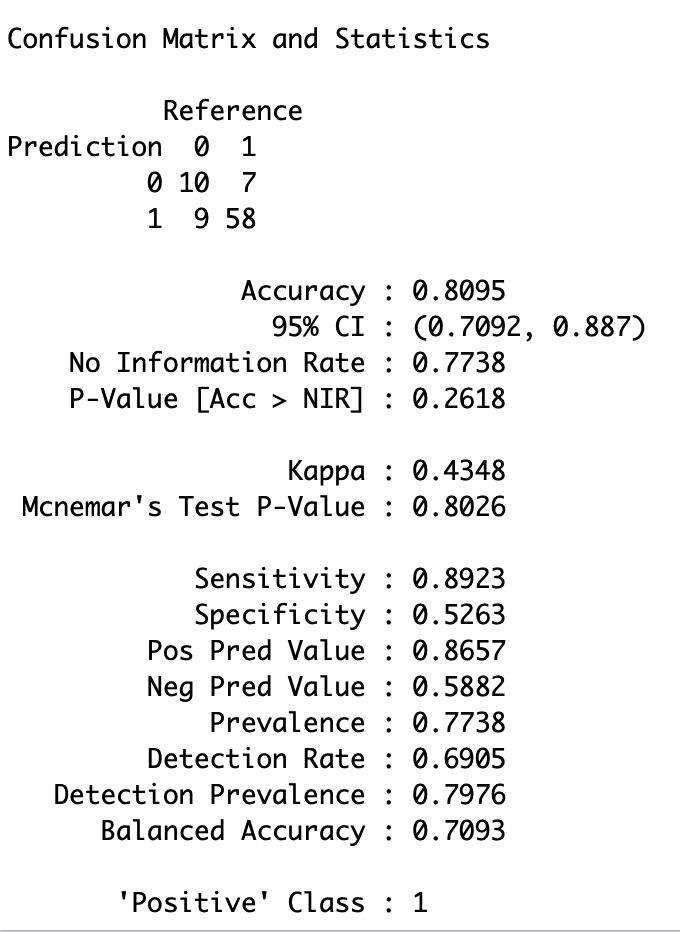 Confusion Matrix and Statistics
Reference
Prediction 0 1
0 10 7
1 9 58
Accuracy : 0.8095
95% CI : (0.7092, 0.887)
No Information Rate : 0.7738
P-Value [Acc > NIR] : 0.2618
Kappa : 0.4348
Mcnemar's Test P-Value : 0.8026
Sensitivity : 0.8923
Specificity : 0.5263
Pos Pred Value : 0.8657
Neg Pred Value : 0.5882
Prevalence : 0.7738
Detection Rate : 0.6905
Detection Prevalence : 0.7976
Balanced Accuracy : 0.7093
'Positive' Class : 1